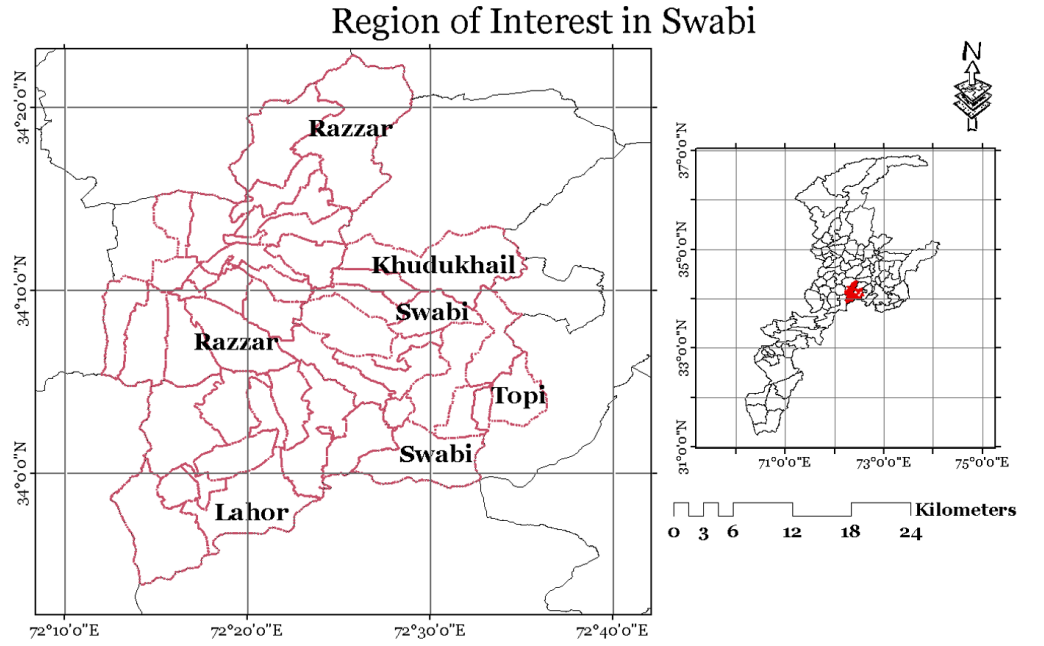 Region of Interest in Swabi
N
34°20'0"N
34°10'0"N
34°0'0"N
Razzar
Khudukhail
Swabi
Razzar
Topi
Swabi
Lahor
72°10'0"E
72°20'0"E
72°30'0"E
72°40'0"E
37°0'0"N
35°0'0"N
33°0'0"N
31°0'0"N
71°0'0"E
73°0'0"E
75°0'0"E
Kilometers
0 3 6 12 18 24